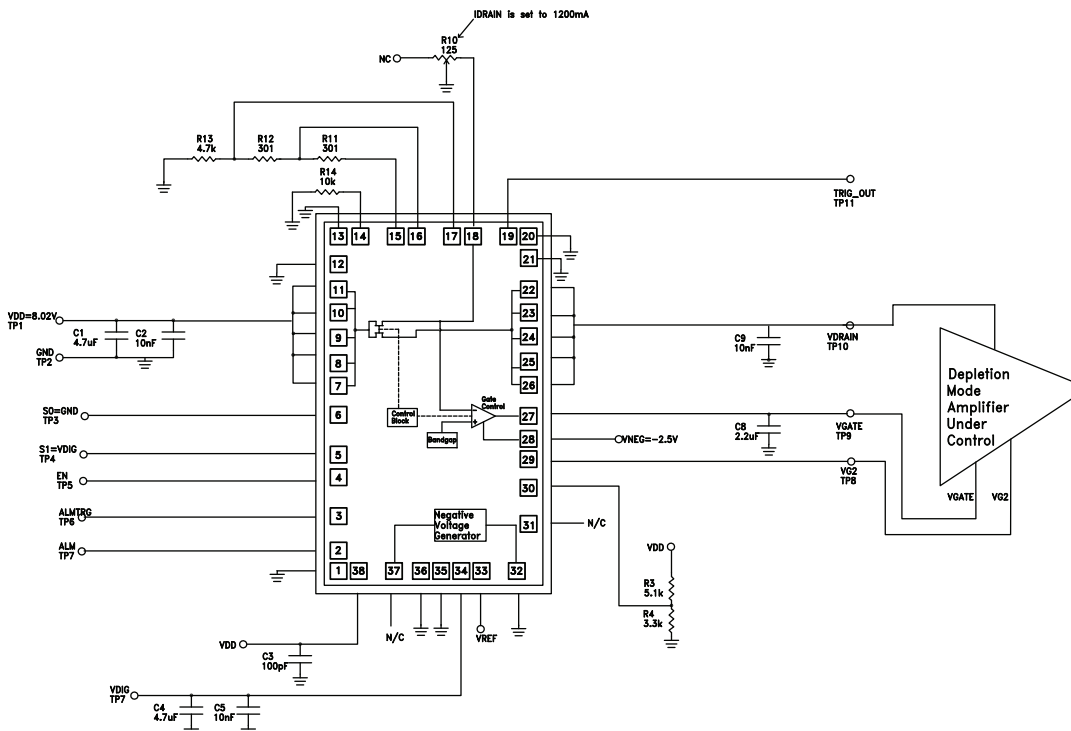 IDRAIN is set to 1200mA
R10
125
NC
R13
4.7k
R12
301
R11
301
R14
10k
TRIG_OUT
TP11
13
14
15
16
17
18
19
20
21
12
11
10
9
8
7
6
5
4
3
2
1
22
23
24
25
26
27
28
29
30
31
38
37
36
35
34
33
32
VDD=8.02V
TP1
C1
4.7uF
C2
10nF
GND
TP2
S0=GND
TP3
S1=VDIG
TP4
EN
TP5
ALMTRG
TP6
ALM
TP7
Control
Block
Bandgap
Gate
Control
-
+
Negative
Voltage
Generator
C9
10nF
VDRAIN
TP10
C8
2.2uF
VGATE
TP9
VNEG=-2.5V
VG2
TP8
Depletion
Mode
Amplifier
Under
Control
VGATE
VG2
N/C
VDD
R3
5.1k
R4
3.3k
VDD
C3
100pF
N/C
VREF
VDIG
TP7
C4
4.7uF
C5
10nF